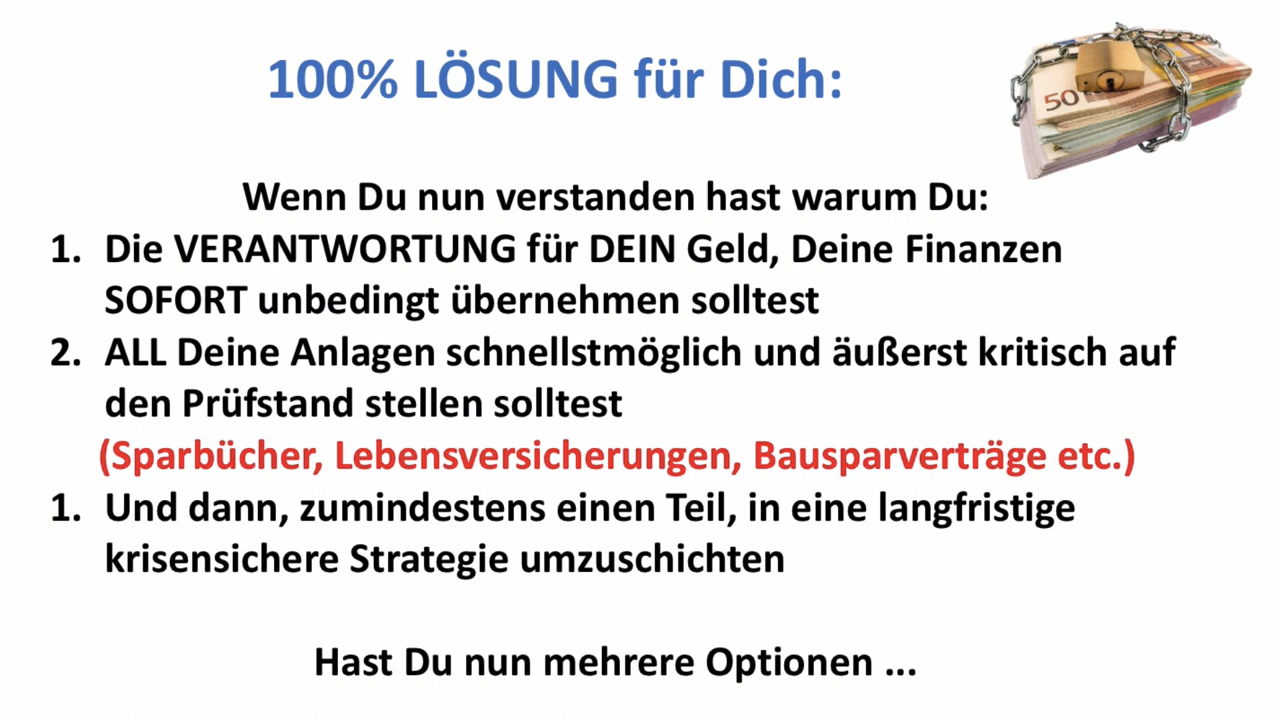 100% LÖSUNG für Dich:
50
Wenn Du nun verstanden hast warum Du:
1. Die VERANTWORTUNG für DEIN Geld, Deine Finanzen
SOFORT unbedingt übernehmen solltest
2. ALL Deine Anlagen schnellstmöglich und äußerst kritisch auf
den Prüfstand stellen solltest
(Sparbücher, Lebensversicherungen, Bausparverträge etc.)
1. Und dann, zumindestens einen Teil, in eine langfristige
krisensichere Strategie umzuschichten
Hast Du nun mehrere Optionen ...